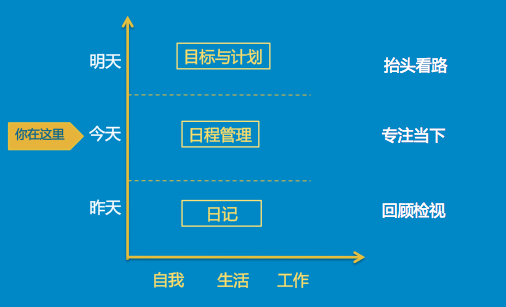 明天
目标与计划
抬头看路
你在这里
今天
日程管理
专注当下
昨天
日记
回顾检视
自我
生活
工作